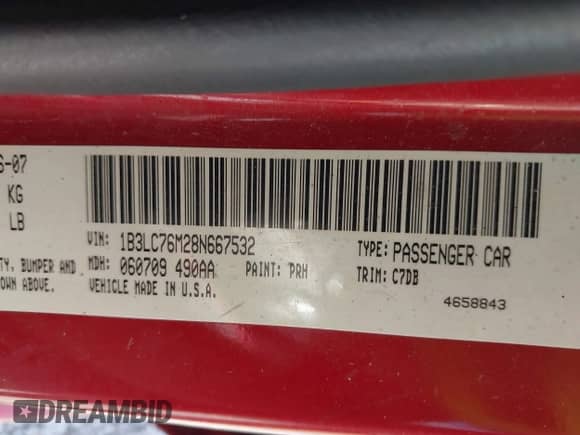 6-07
KG
LB
VIN: 1B3LC76M28N667532 TYPE: PASSENGER CAR
TY, BUMPER AND MDH: 060709 490AA PAINT: PRH TRIM: C7DB
OWN ABOVE. VEHICLE MADE IN U.S.A. 4658843
DREAMBID